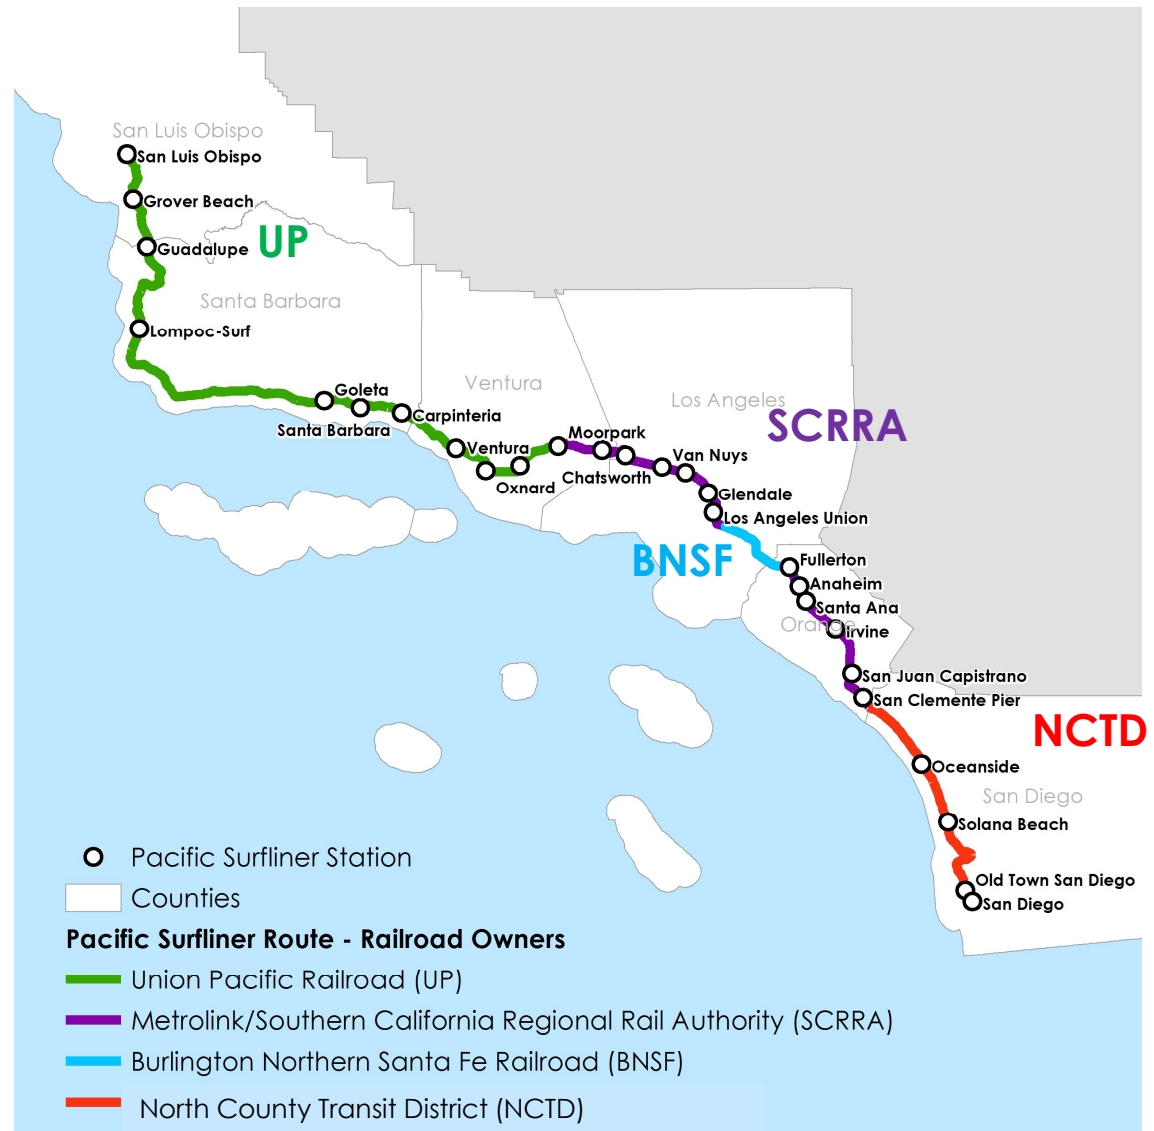 San Luis Obispo
San Luis Obispo
Grover Beach
UP
Guadalupe
Santa Barbara
Lompoc-Surf
Goleta
Ventura
Los Angeles
SCRRA
Carpinteria
Santa Barbara
Moorpark
Ventura
Van Nuys
Chatsworth
Oxnard
Glendale
Los Angeles Union
BNSF
Fullerton
Anaheim
Santa Ana
Orange
Irvine
San Juan Capistrano
San Clemente Pier
NCTD
Oceanside
San Diego
Solana Beach
Old Town San Diego
San Diego
Pacific Surfliner Station
Counties
Pacific Surfliner Route - Railroad Owners
Union Pacific Railroad (UP)
Metrolink/Southern California Regional Rail Authority (SCRRA)
Burlington Northern Santa Fe Railroad (BNSF)
North County Transit District (NCTD)